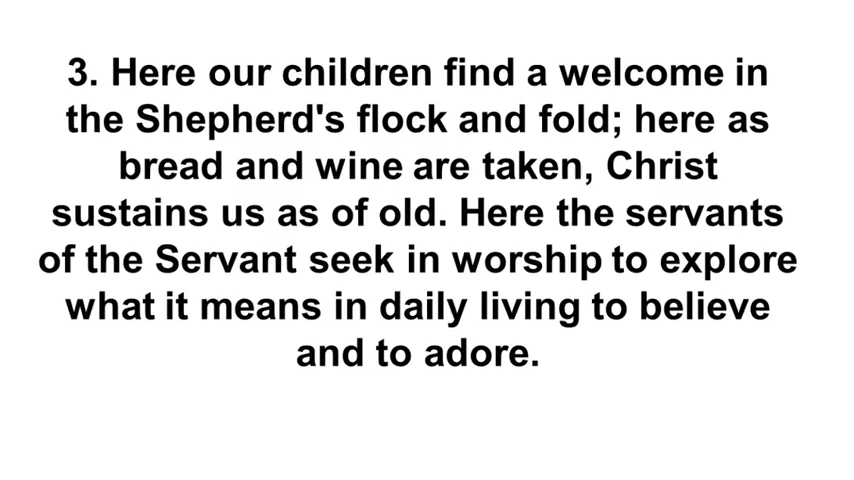 3. Here our children find a welcome in
the Shepherd's flock and fold; here as
bread and wine are taken, Christ
sustains us as of old. Here the servants
of the Servant seek in worship to explore
what it means in daily living to believe
and to adore.